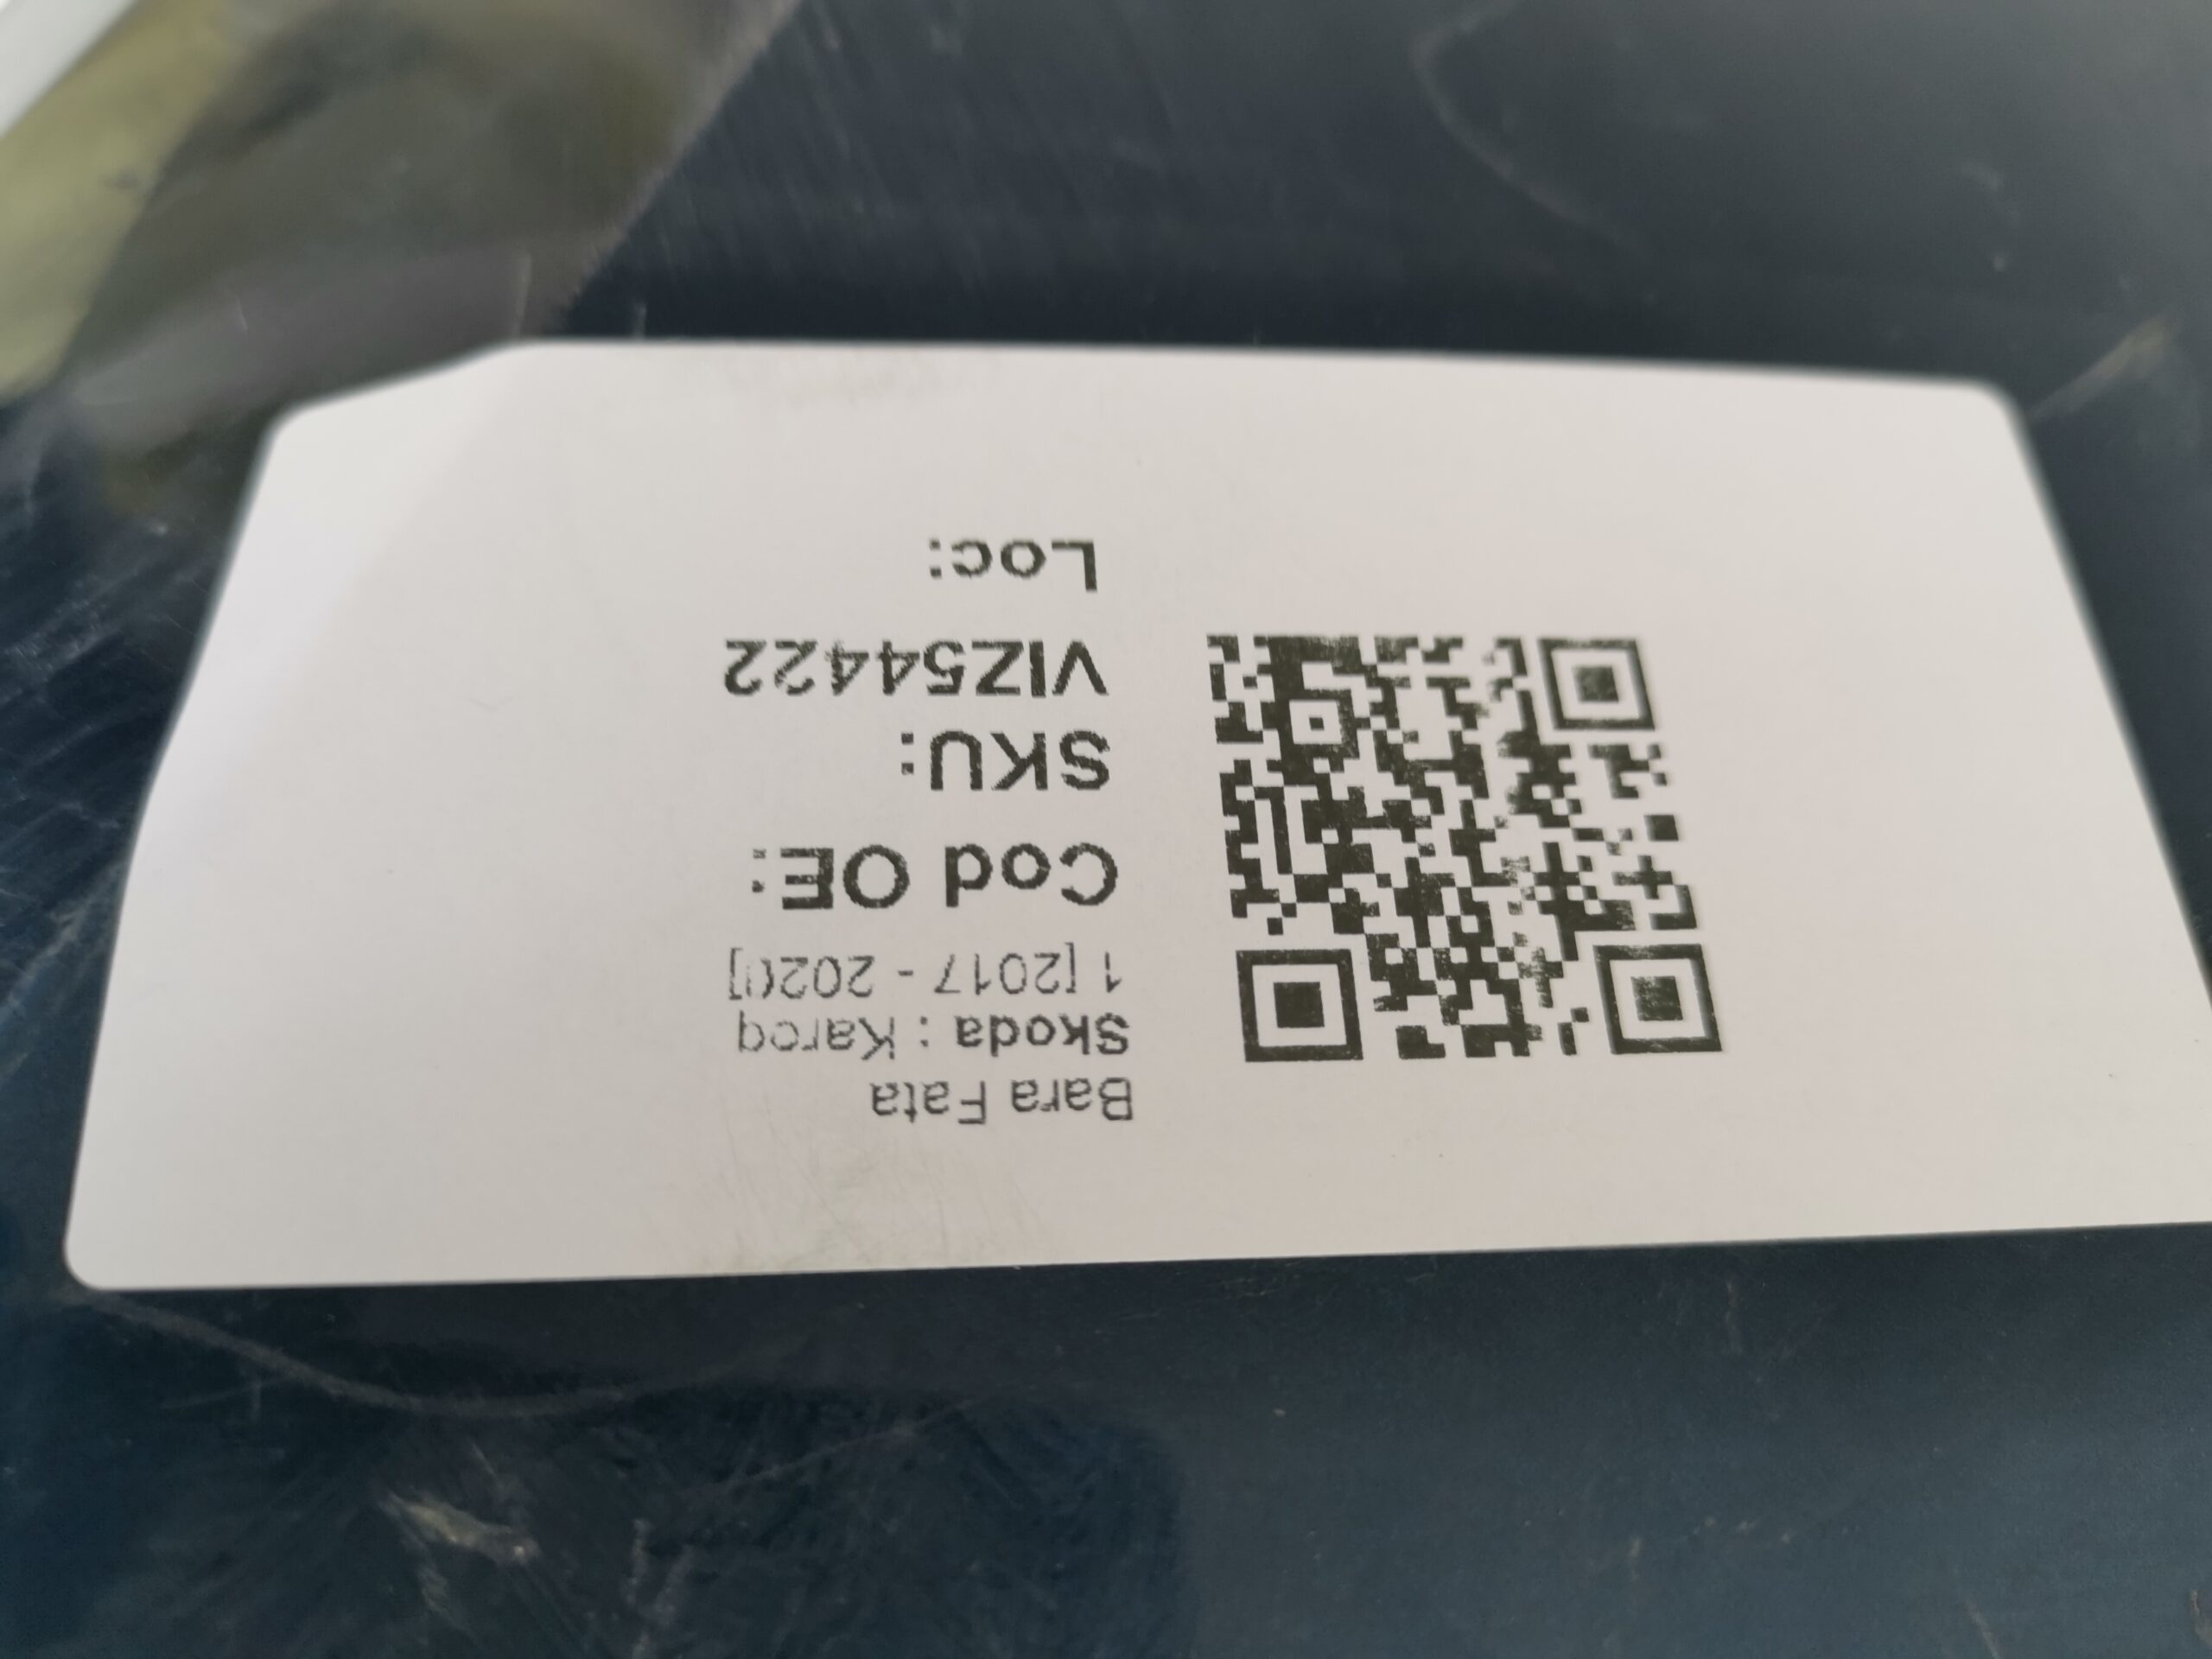 Bara Fata
Skoda : Karoq
1 [2017 - 2020]
Cod OE:
SKU:
VIZ54422
Loc: